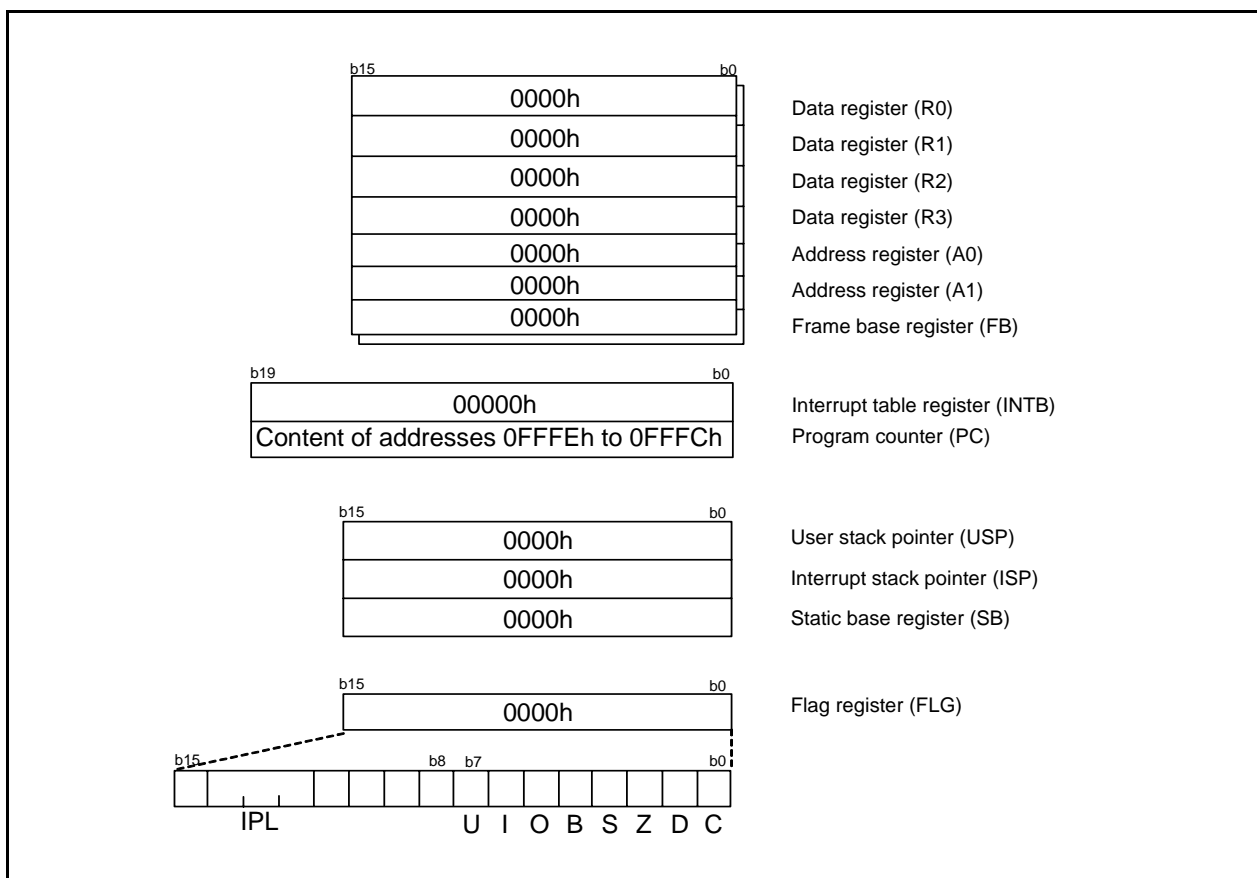 b15 b0
0000h Data register (R0)
0000h Data register (R1)
0000h Data register (R2)
0000h Data register (R3)
0000h Address register (A0)
0000h Address register (A1)
0000h Frame base register (FB)
b19 b0
00000h Interrupt table register (INTB)
Content of addresses 0FFFEh to 0FFFCh Program counter (PC)
b15 b0
0000h User stack pointer (USP)
0000h Interrupt stack pointer (ISP)
0000h Static base register (SB)
b15 b0
0000h Flag register (FLG)
b15 b8 b7 b0
IPL U I O B S Z D C